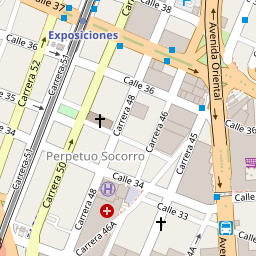 Calle 37
Calle 36
Exposiciones
Avenida Oriental
Carrera 52
Carrera 51
Calle 36
Carrera 48
Calle 35
Carrera 46
Calle 36
Carrera 45
Perpetuo Socorro
Carrera 51
Carrera 50
Calle 34
Carrera 48
Calle 33
Carrera 46A